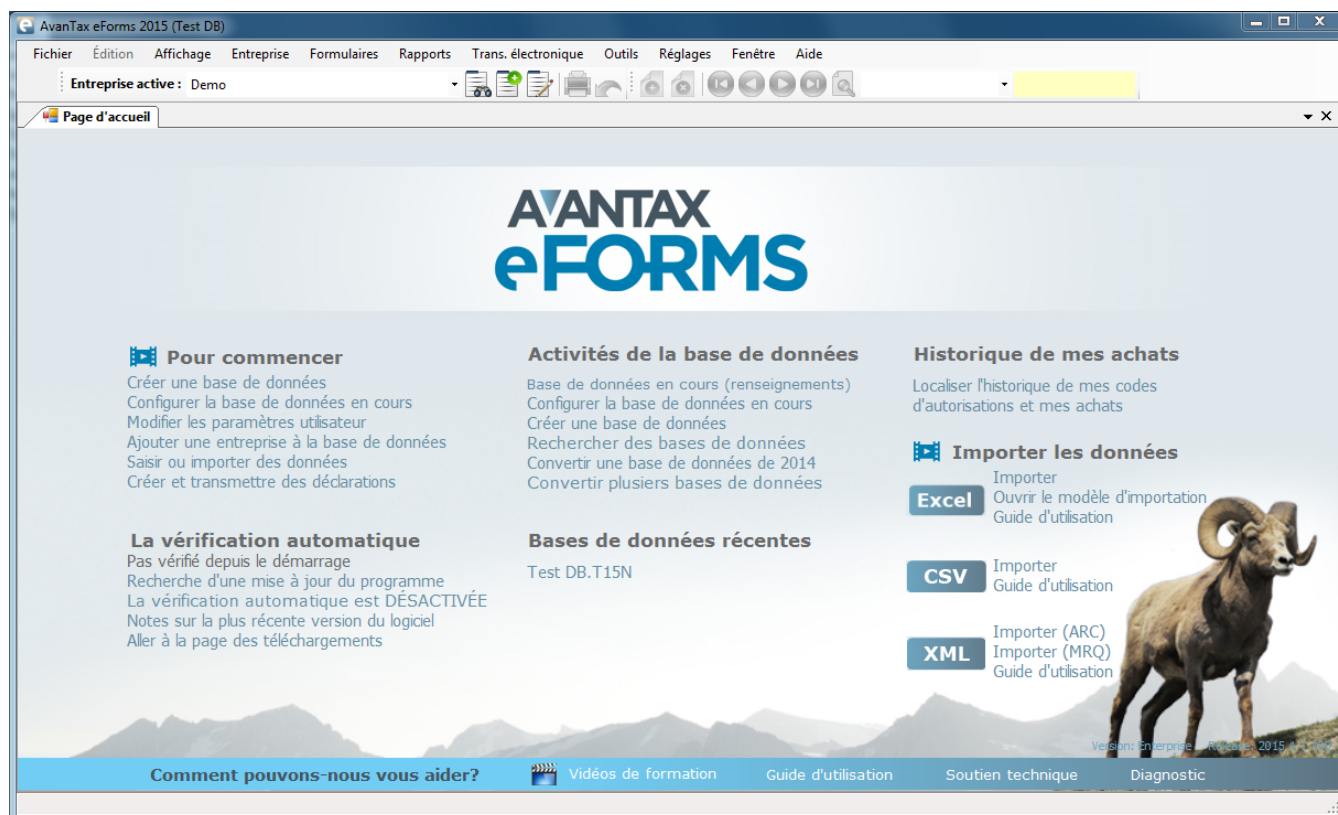 AvanTax eForms 2015 (Test DB)
Fichier Édition Affichage Entreprise Formulaires Rapports Trans. électronique Outils Réglages Fenêtre Aide
Entreprise active : Demo
Page d'accueil
AVANTAX
eFORMS
Pour commencer
Créer une base de données
Configurer la base de données en cours
Modifier les paramètres utilisateur
Ajouter une entreprise à la base de données
Saisir ou importer des données
Créer et transmettre des déclarations
La vérification automatique
Pas vérifié depuis le démarrage
Recherche d'une mise à jour du programme
La vérification automatique est DÉSACTIVÉE
Notes sur la plus récente version du logiciel
Aller à la page des téléchargements
Activités de la base de données
Base de données en cours (renseignements)
Configurer la base de données en cours
Créer une base de données
Rechercher des bases de données
Convertir une base de données de 2014
Convertir plusiers bases de données
Bases de données récentes
Test DB.T15N
Historique de mes achats
Localiser l'historique de mes codes
d'autorisations et mes achats
Importer les données
Excel
Importer
Ouvrir le modèle d'importation
Guide d'utilisation
CSV
Importer
Guide d'utilisation
XML
Importer (ARC)
Importer (MRQ)
Guide d'utilisation
Version: Enterprise Release: 2015
Comment pouvons-nous vous aider? Vidéos de formation Guide d'utilisation Soutien technique Diagnostic